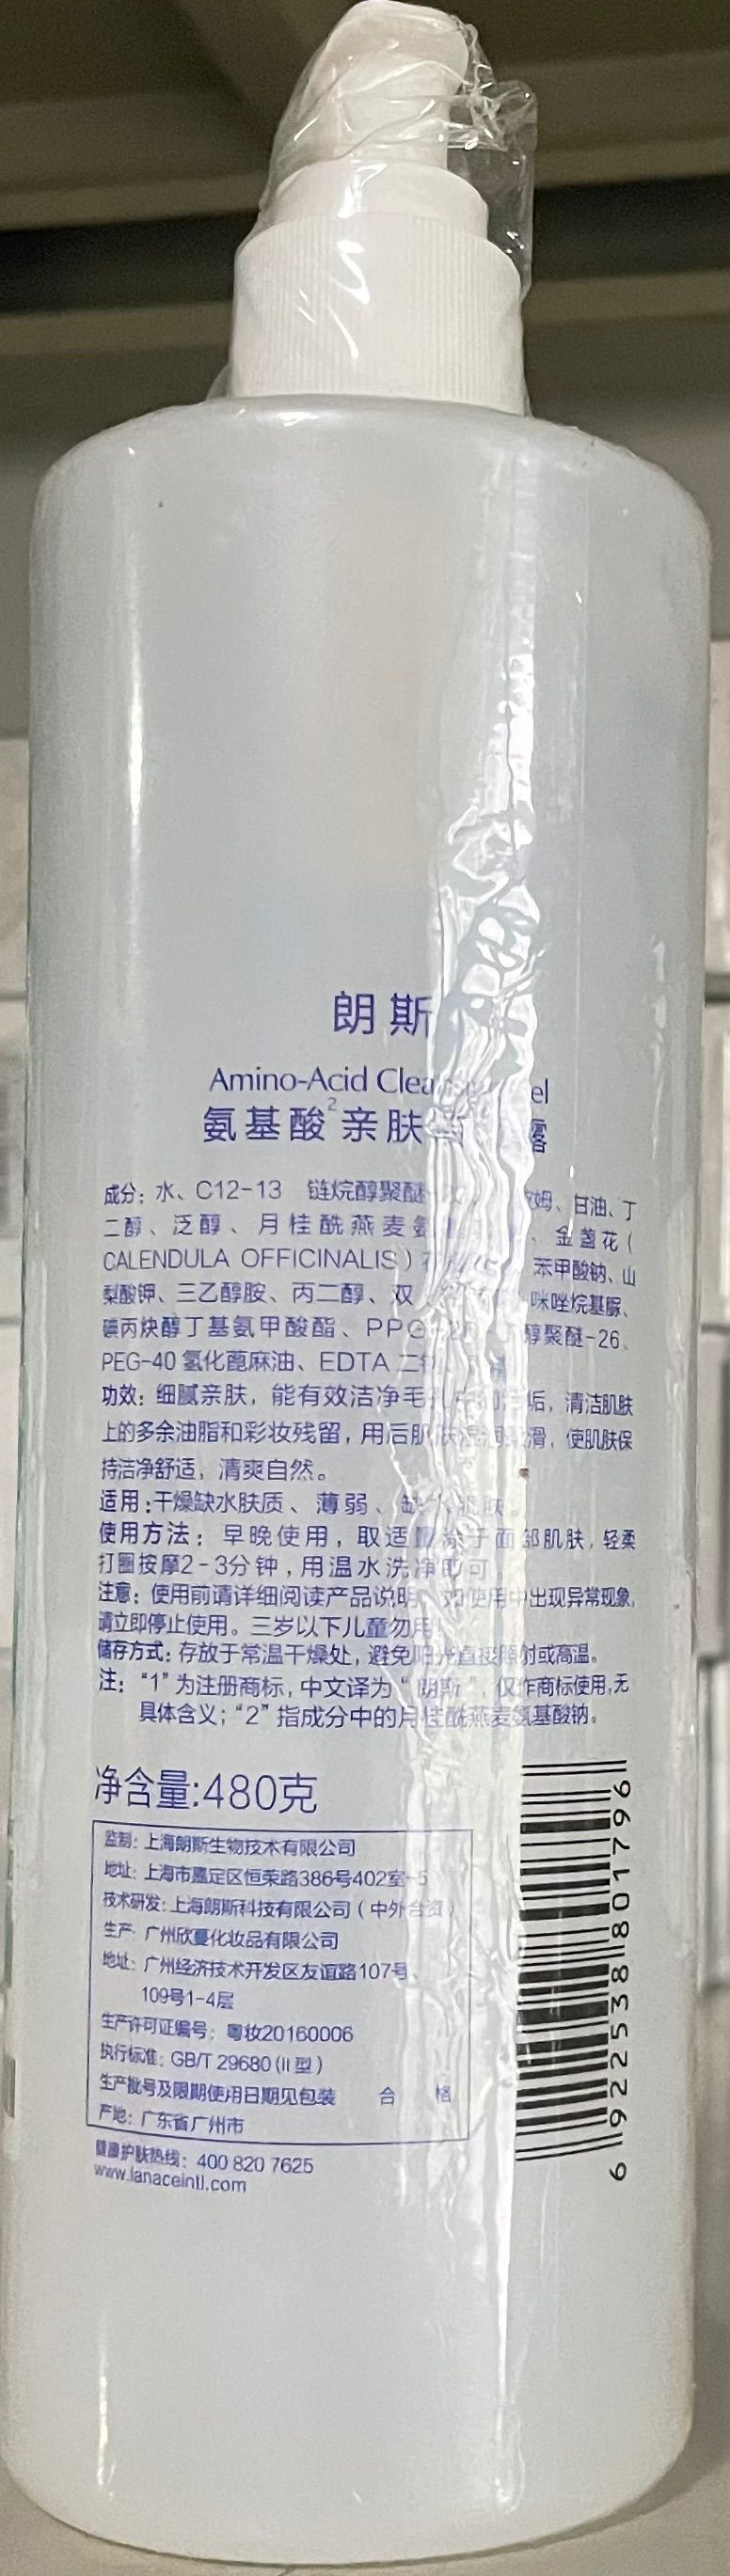 朗斯
Amino-Acid Clea el
氨基酸²亲肤 露
成分：水、C12-13 链烷醇聚醚 姆、甘油、丁
二醇、泛醇、月桂酰燕麦氨 、金盏花（
CALENDULA OFFICINALIS） 苯甲酸钠、山
梨酸钾、三乙醇胺、丙二醇、双 咪唑烷基脲、
碘丙炔醇丁基氨甲酸酯、PPG 醇聚醚-26、
PEG-40 氢化蓖麻油、EDTA 二
功效：细腻亲肤，能有效洁净毛 垢，清洁肌肤
上的多余油脂和彩妆残留，用后肌 滑，使肌肤保
持洁净舒适，清爽自然。
适用：干燥缺水肤质、薄弱、缺
使用方法：早晚使用，取适量涂于面部肌肤，轻柔
打圈按摩2-3分钟，用温水洗净即可
注意：使用前请详细阅读产品说明 如使用中出现异常现象，
请立即停止使用。三岁以下儿童勿用
储存方式：存放于常温干燥处，避免阳光直接照射或高温。
注：“1”为注册商标，中文译为“朗斯”，仅作商标使用，无
具体含义；“2”指成分中的月桂酰燕麦氨基酸钠。
净含量:480克
监制：上海朗斯生物技术有限公司
地址：上海市嘉定区恒荣路386号402室-5
技术研发：上海朗斯科技有限公司（中外合资）
生产：广州欣蔓化妆品有限公司
地址：广州经济技术开发区友谊路107号、
109号1-4层
生产许可证编号：粤妆20160006
执行标准：GB/T 29680（II型）
生产批号及限期使用日期见包装 合 格
产地：广东省广州市
健康护肤热线：400 820 7625
www.lanaceintl.com
6 922538 801796